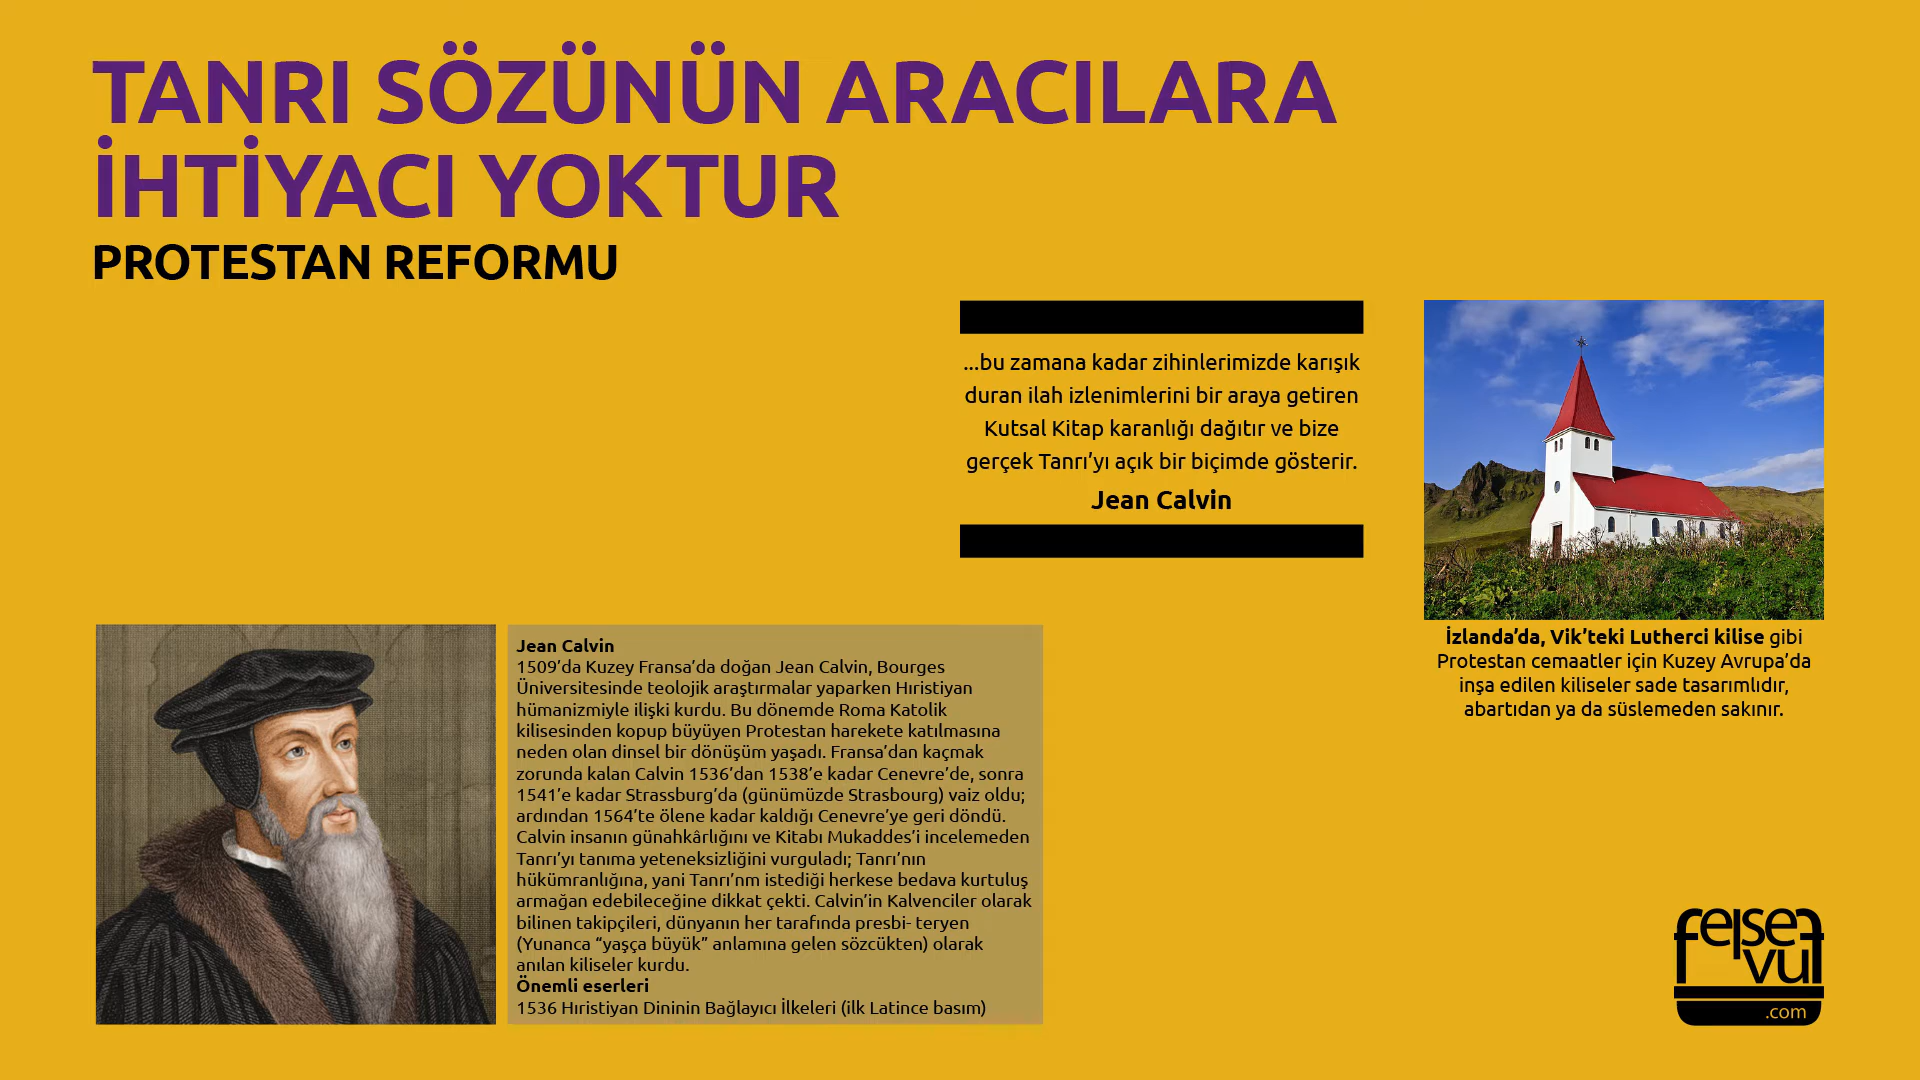 TANRI SÖZÜNÜN ARACILARA
İHTİYACI YOKTUR
PROTESTAN REFORMU
...bu zamana kadar zihinlerimizde karışık
duran ilah izlenimlerini bir araya getiren
Kutsal Kitap karanlığı dağıtır ve bize
gerçek Tanrı’yı açık bir biçimde gösterir.
Jean Calvin
İzlanda’da, Vik’teki Lutherci kilise gibi
Protestan cemaatler için Kuzey Avrupa’da
inşa edilen kiliseler sade tasarımlıdır,
abartıdan ya da süslemeden sakınır.
Jean Calvin
1509’da Kuzey Fransa’da doğan Jean Calvin, Bourges
Üniversitesinde teolojik araştırmalar yaparken Hıristiyan
hümanizmiyle ilişki kurdu. Bu dönemde Roma Katolik
kilisesinden kopup büyüyen Protestan harekete katılmasına
neden olan dinsel bir dönüşüm yaşadı. Fransa’dan kaçmak
zorunda kalan Calvin 1536’dan 1538’e kadar Cenevre’de, sonra
1541’e kadar Strassburg’da (günümüzde Strasbourg) vaiz oldu;
ardından 1564’te ölene kadar kaldığı Cenevre’ye geri döndü.
Calvin insanın günahkârlığını ve Kitabı Mukaddes’i incelemeden
Tanrı’yı tanıma yeteneksizliğini vurguladı; Tanrı’nın
hükümranlığına, yani Tanrı’nm istediği herkese bedava kurtuluş
armağan edebileceğine dikkat çekti. Calvin’in Kalvenciler olarak
bilinen takipçileri, dünyanın her tarafında presbi- teryen
(Yunanca “yaşça büyük” anlamına gelen sözcükten) olarak
anılan kiliseler kurdu.
Önemli eserleri
1536 Hıristiyan Dininin Bağlayıcı İlkeleri (ilk Latince basım)
felsef
vuf
.com